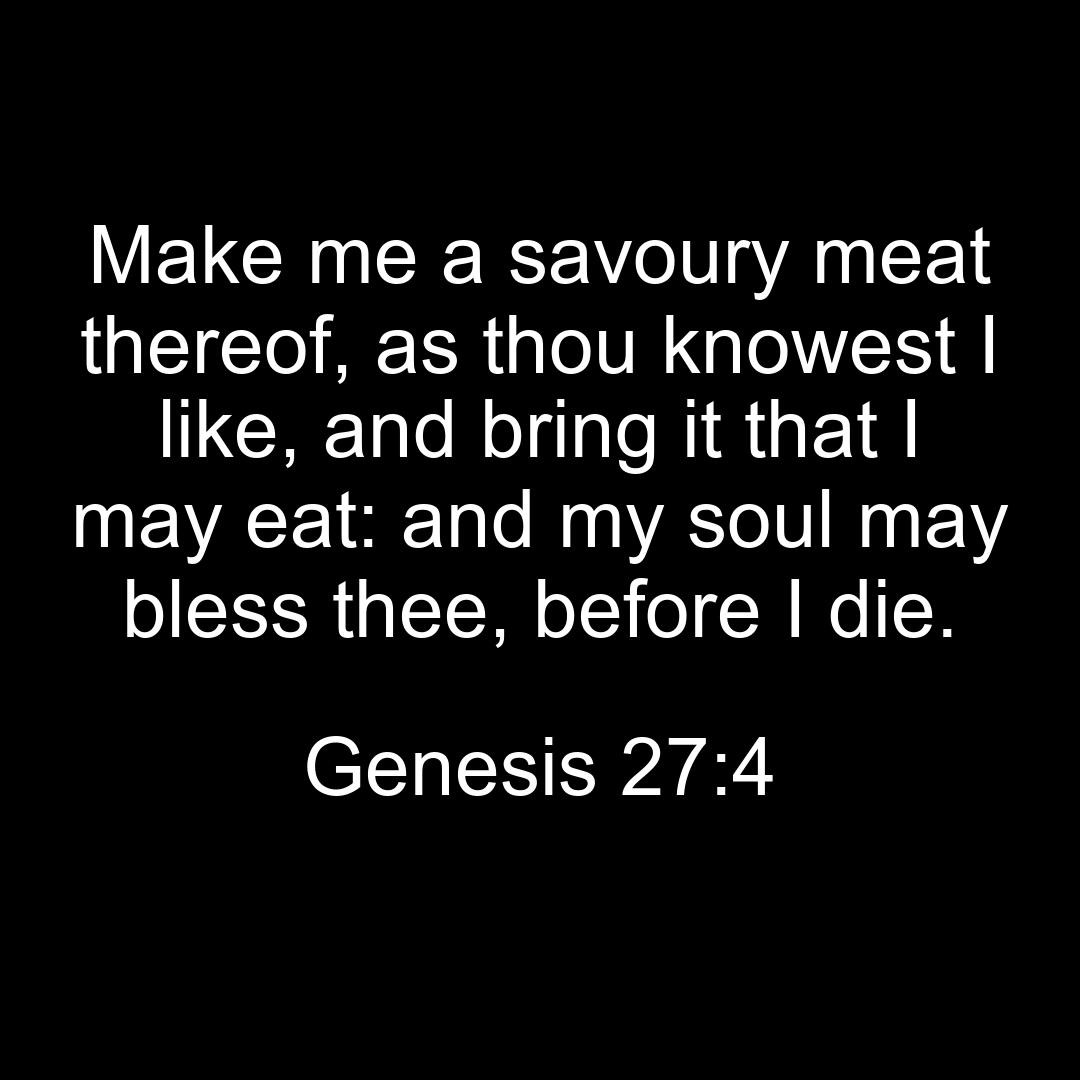 Make me a savoury meat
thereof, as thou knowest I
like, and bring it that I
may eat: and my soul may
bless thee, before I die.
Genesis 27:4